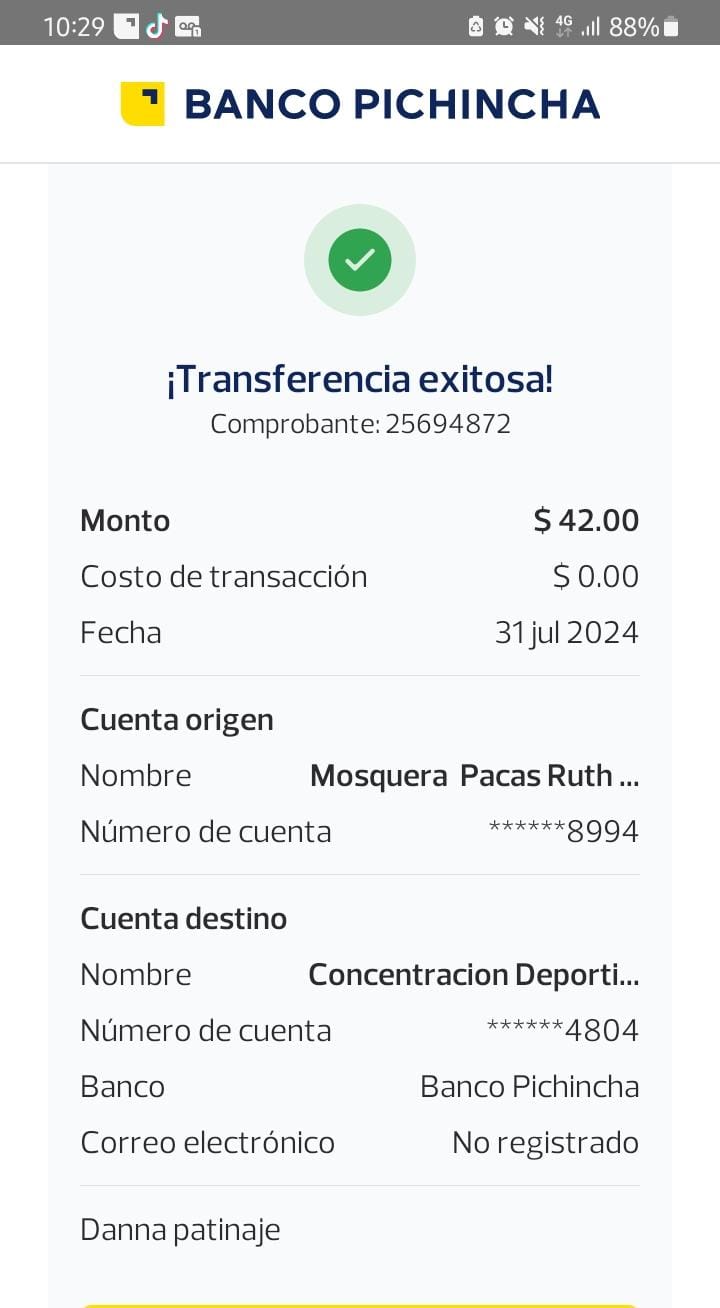 10:29 4G 88%
BANCO PICHINCHA
¡Transferencia exitosa!
Comprobante: 25694872
Monto $ 42.00
Costo de transacción $ 0.00
Fecha 31 jul 2024
Cuenta origen
Nombre Mosquera Pacas Ruth ...
Número de cuenta ******8994
Cuenta destino
Nombre Concentracion Deporti...
Número de cuenta ******4804
Banco Banco Pichincha
Correo electrónico No registrado
Danna patinaje